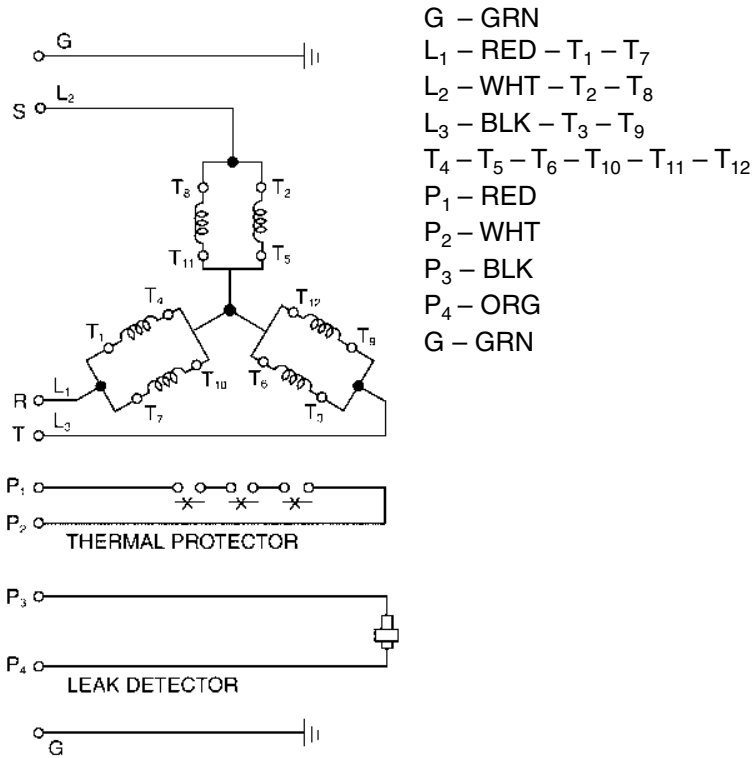 G
G – GRN
L₁ – RED – T₁ – T₇
S L₂
L₂ – WHT – T₂ – T₈
L₃ – BLK – T₃ – T₉
T₄ – T₅ – T₆ – T₁₀ – T₁₁ – T₁₂
P₁ – RED
P₂ – WHT
P₃ – BLK
P₄ – ORG
G – GRN
T₈ T₂
T₁₁ T₅
T₄ T₁₂
T₁ T₉
T₁₀ T₆
R L₁ T₇ T₃
T L₃
P₁
P₂
THERMAL PROTECTOR
P₃
P₄
LEAK DETECTOR
G